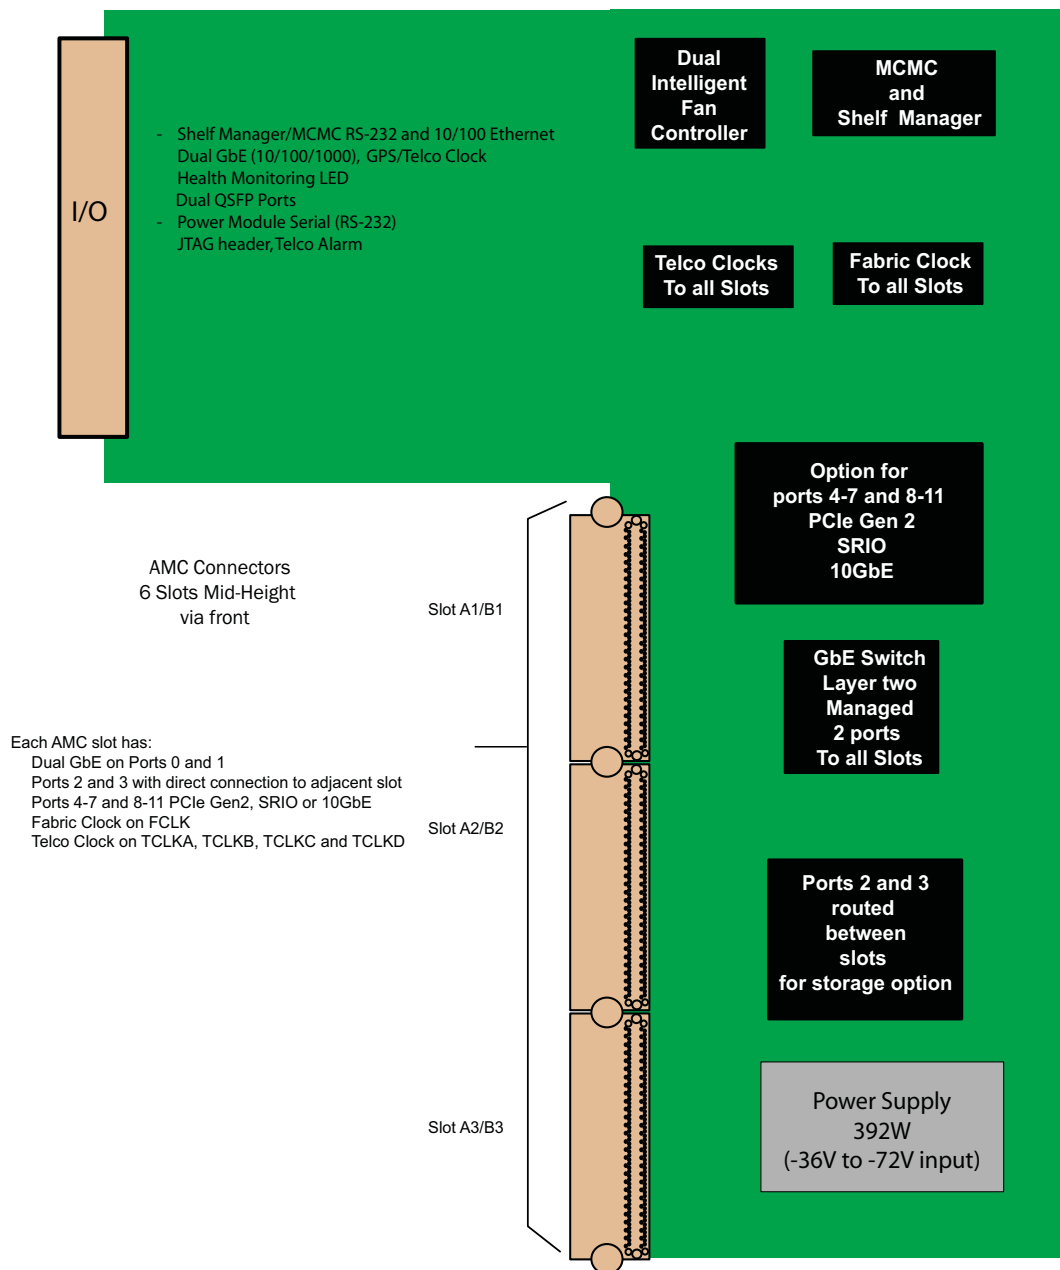 I/O
- Shelf Manager/MCMC RS-232 and 10/100 Ethernet
Dual GbE (10/100/1000), GPS/Telco Clock
Health Monitoring LED
Dual QSFP Ports
- Power Module Serial (RS-232)
JTAG header, Telco Alarm
Dual
Intelligent
Fan
Controller
MCMC
and
Shelf Manager
Telco Clocks
To all Slots
Fabric Clock
To all Slots
Option for
ports 4-7 and 8-11
PCIe Gen 2
SRIO
10GbE
AMC Connectors
6 Slots Mid-Height
via front
Slot A1/B1
GbE Switch
Layer two
Managed
2 ports
To all Slots
Each AMC slot has:
Dual GbE on Ports 0 and 1
Ports 2 and 3 with direct connection to adjacent slot
Ports 4-7 and 8-11 PCIe Gen2, SRIO or 10GbE
Fabric Clock on FCLK
Telco Clock on TCLKA, TCLKB, TCLKC and TCLKD
Slot A2/B2
Ports 2 and 3
routed
between
slots
for storage option
Slot A3/B3
Power Supply
392W
(-36V to -72V input)